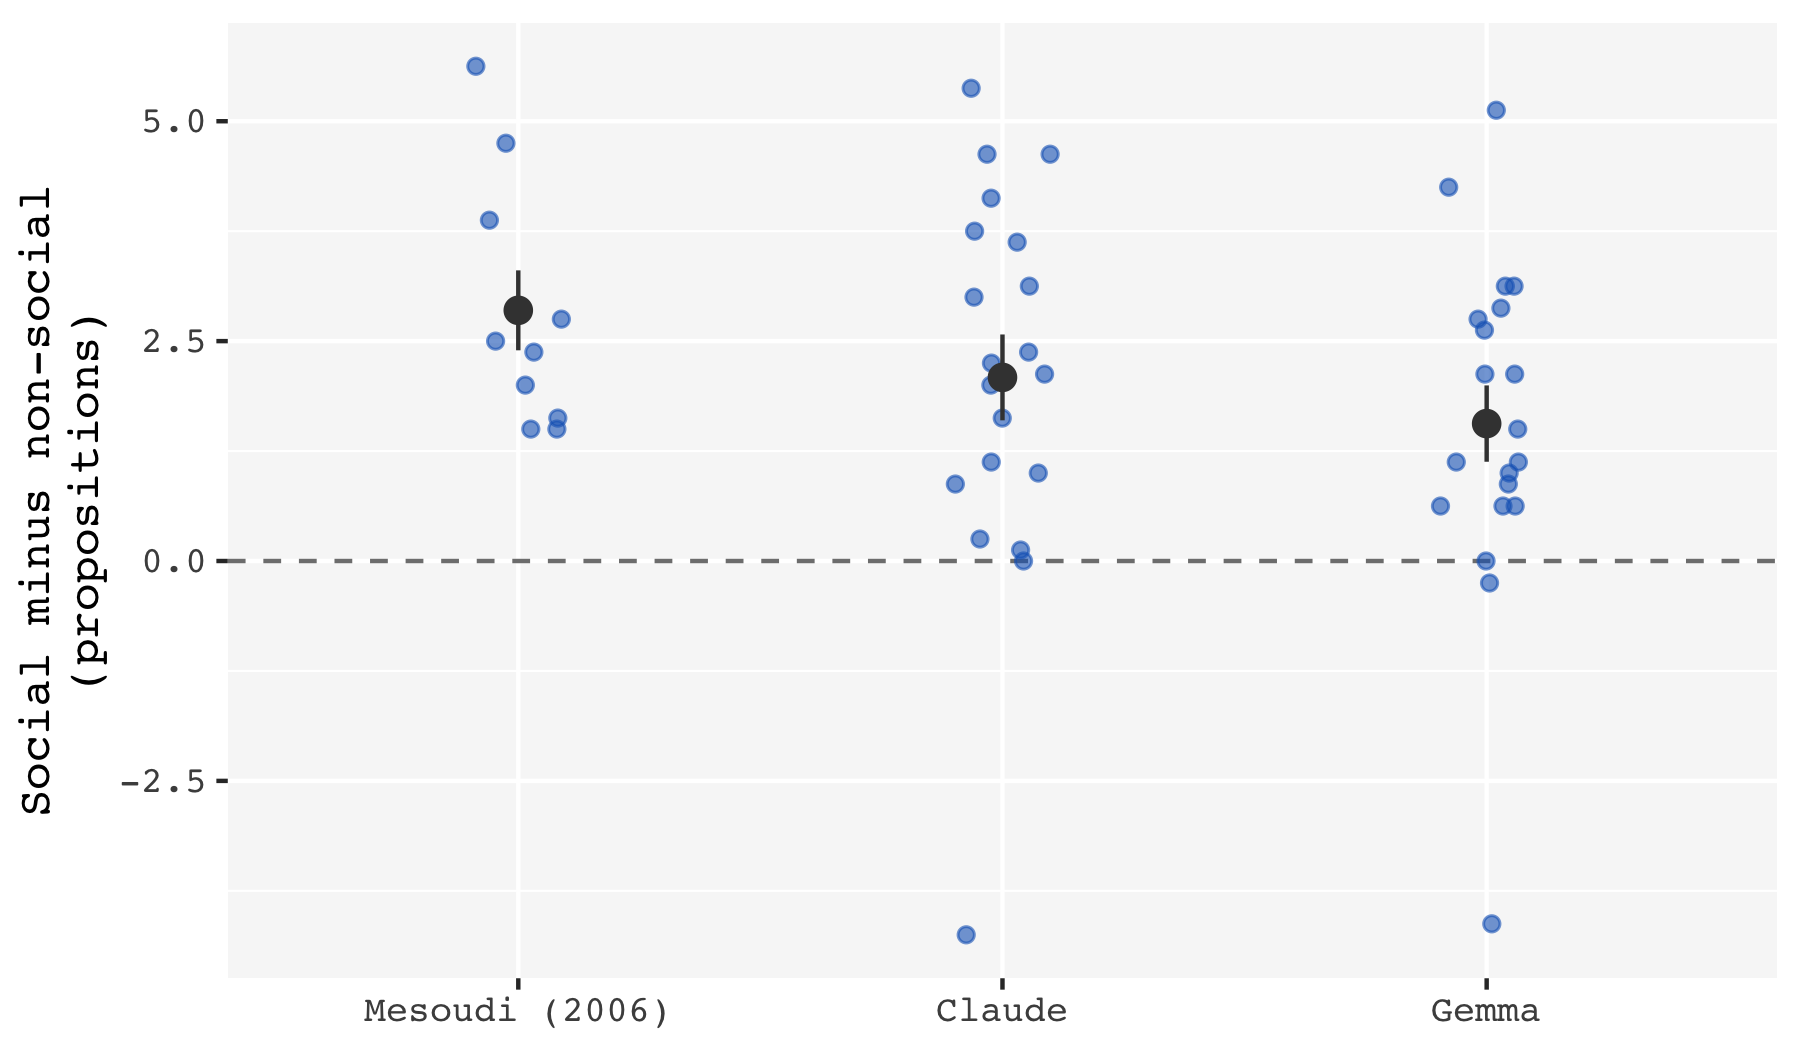 Social minus non-social
(propositions)
5.0
2.5
0.0
-2.5
Mesoudi (2006)
Claude
Gemma